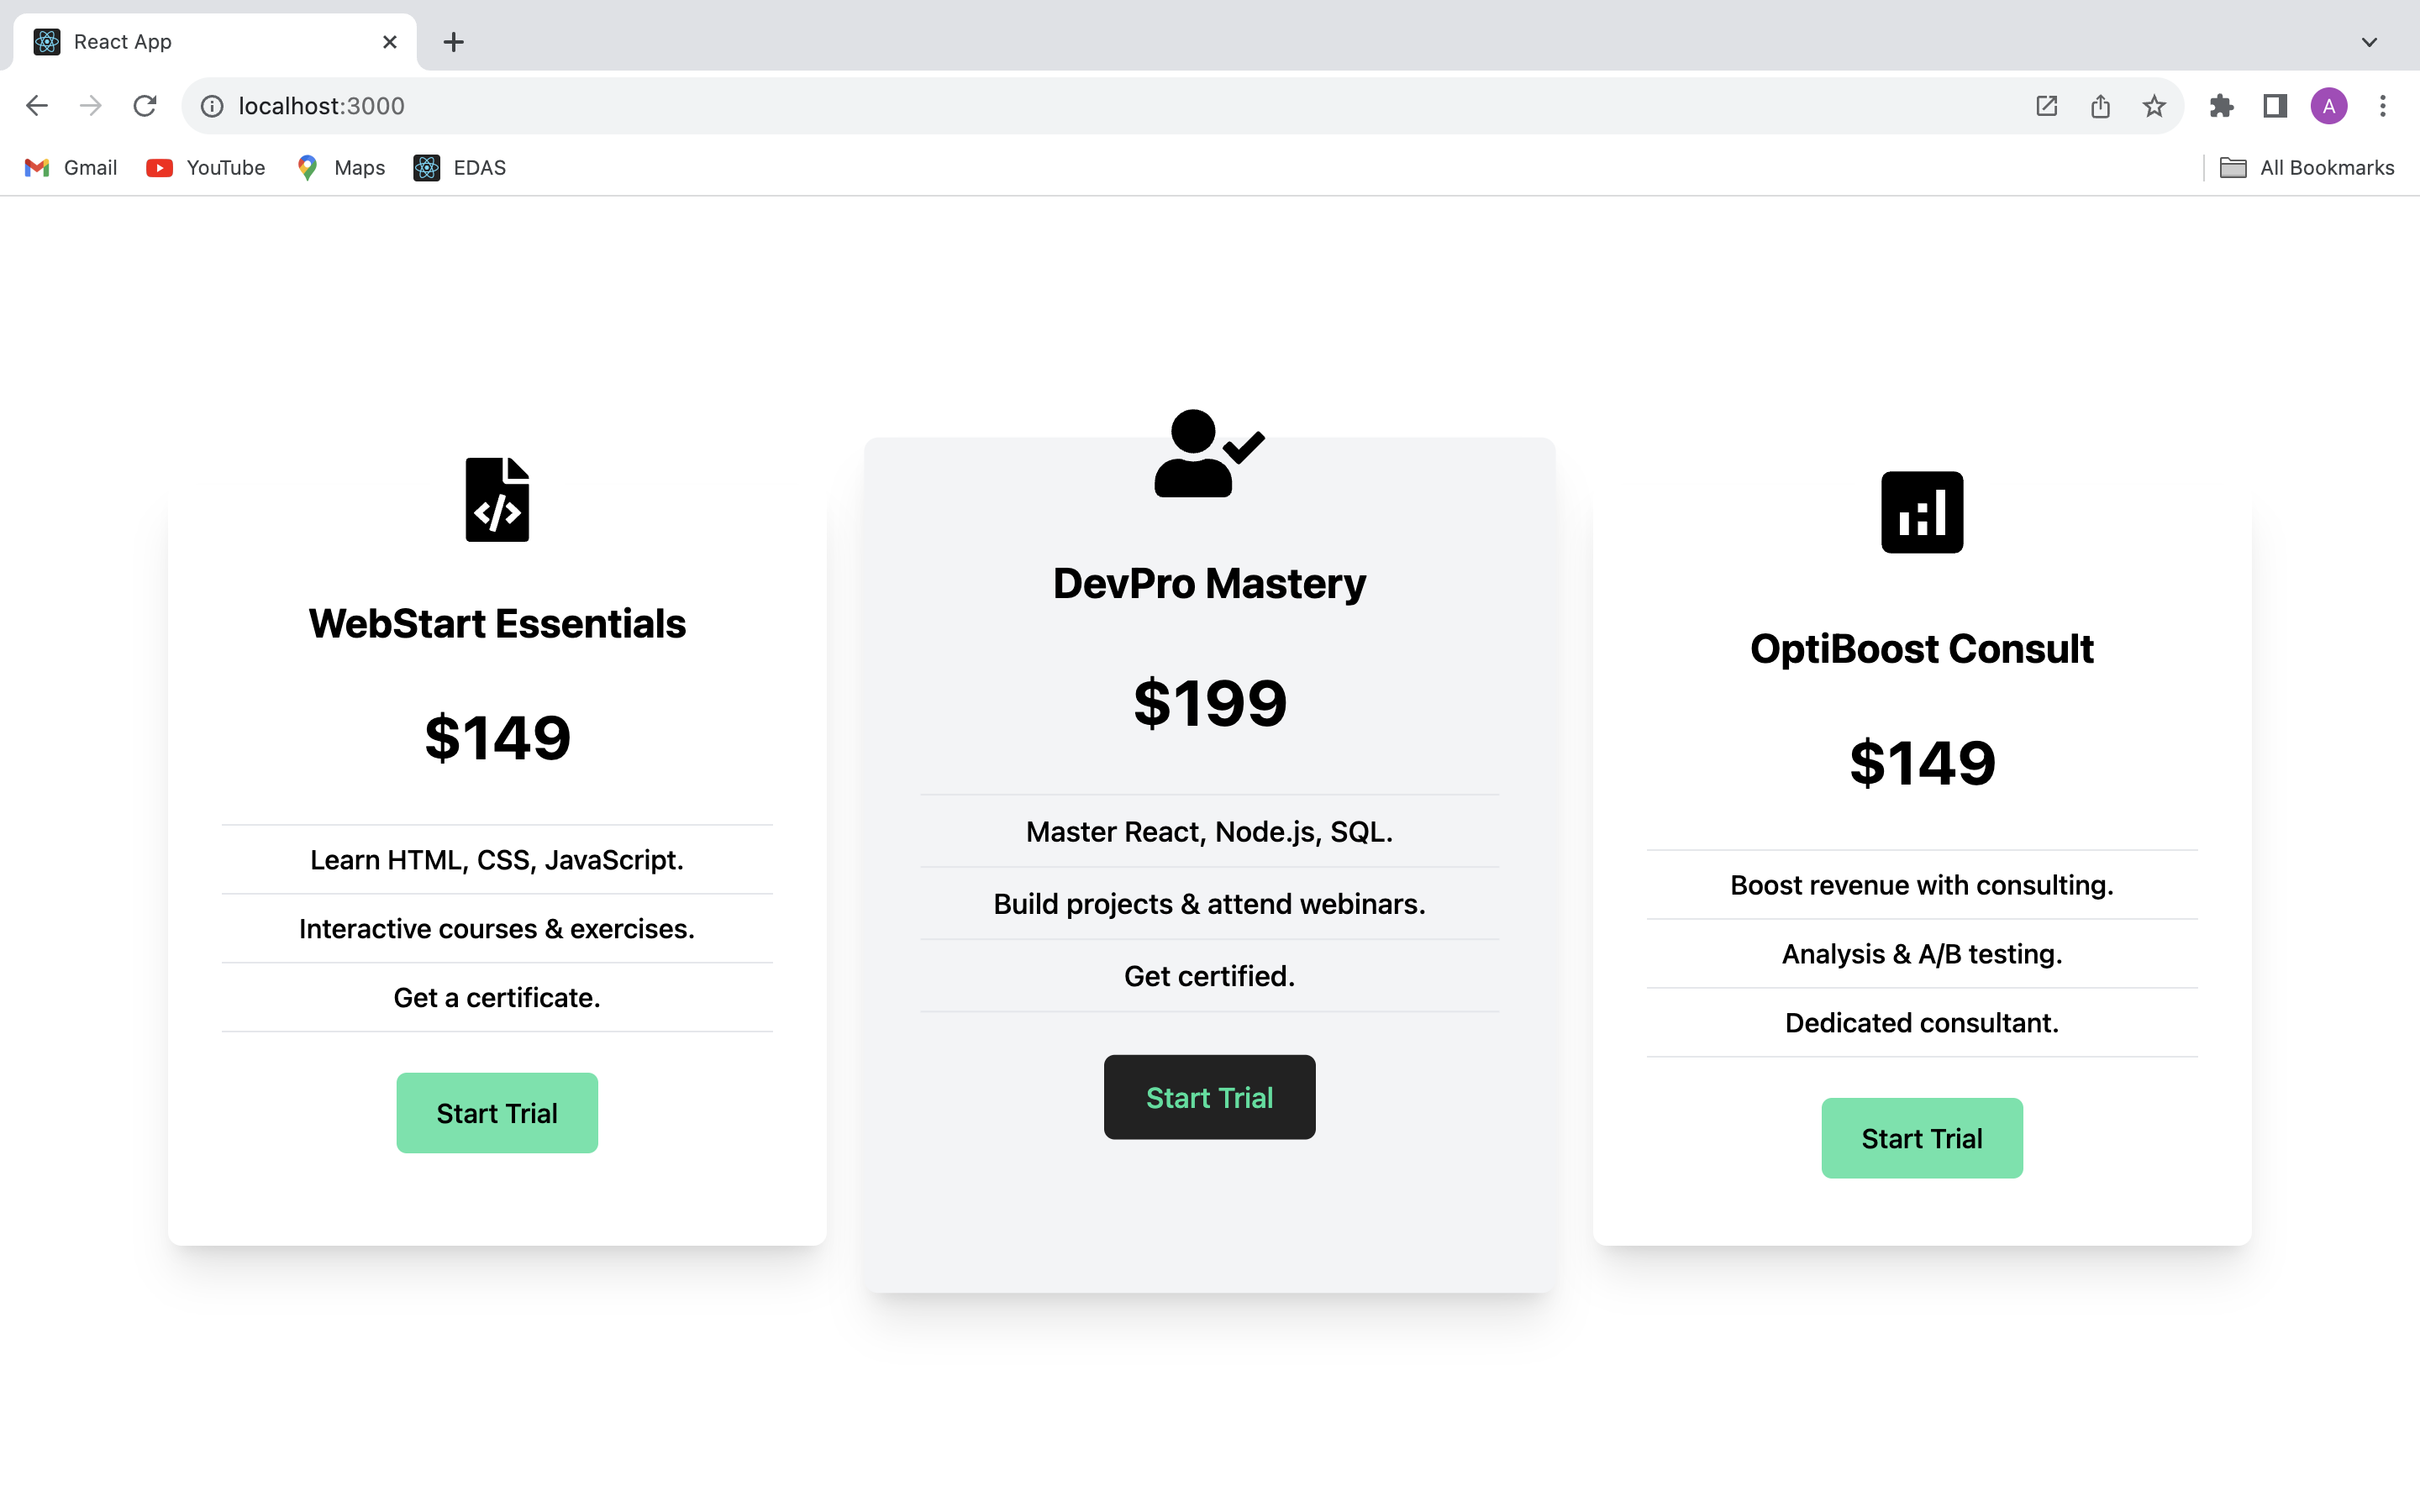 React App
localhost:3000
A
Gmail
YouTube
Maps
EDAS
All Bookmarks
WebStart Essentials
$149
Learn HTML, CSS, JavaScript.
Interactive courses & exercises.
Get a certificate.
Start Trial
DevPro Mastery
$199
Master React, Node.js, SQL.
Build projects & attend webinars.
Get certified.
Start Trial
OptiBoost Consult
$149
Boost revenue with consulting.
Analysis & A/B testing.
Dedicated consultant.
Start Trial